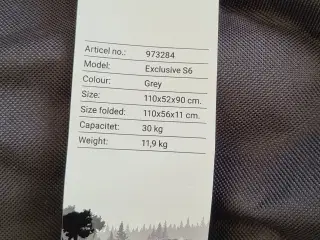 Articel no.: 973284
Model: Exclusive S6
Colour: Grey
Size: 110x52x90 cm.
Size folded: 110x56x11 cm.
Capacitet: 30 kg
Weight: 11,9 kg